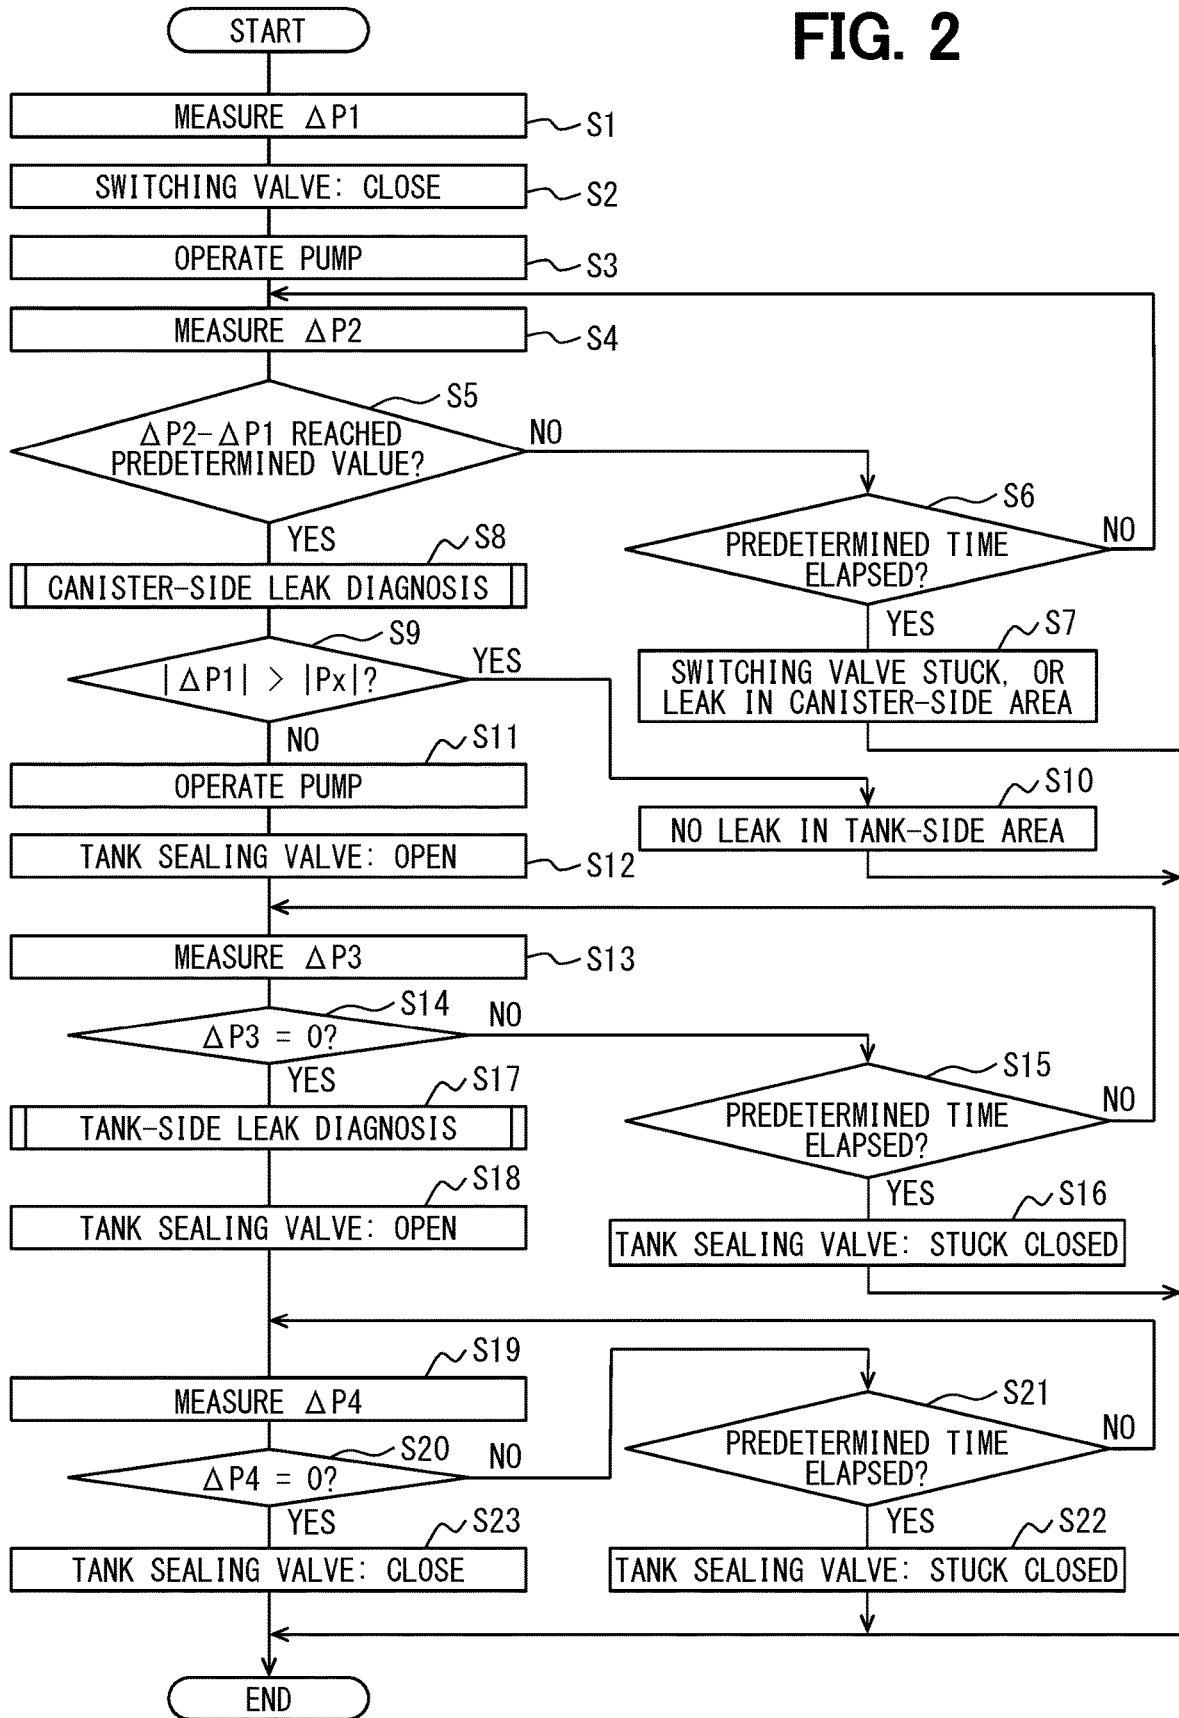 FIG. 2
START
MEASURE ΔP1
S1
SWITCHING VALVE: CLOSE
S2
OPERATE PUMP
S3
MEASURE ΔP2
S4
S5
ΔP2-ΔP1 REACHED
PREDETERMINED VALUE?
NO
YES
S6
PREDETERMINED TIME
ELAPSED?
NO
YES
S7
SWITCHING VALVE STUCK, OR
LEAK IN CANISTER-SIDE AREA
S8
CANISTER-SIDE LEAK DIAGNOSIS
S9
|ΔP1| > |Px|?
YES
NO
S10
NO LEAK IN TANK-SIDE AREA
S11
OPERATE PUMP
TANK SEALING VALVE: OPEN
S12
MEASURE ΔP3
S13
S14
ΔP3 = 0?
NO
YES
S15
PREDETERMINED TIME
ELAPSED?
NO
YES
S16
TANK SEALING VALVE: STUCK CLOSED
S17
TANK-SIDE LEAK DIAGNOSIS
S18
TANK SEALING VALVE: OPEN
S19
MEASURE ΔP4
S20
ΔP4 = 0?
NO
YES
S21
PREDETERMINED TIME
ELAPSED?
NO
YES
S22
TANK SEALING VALVE: STUCK CLOSED
S23
TANK SEALING VALVE: CLOSE
END